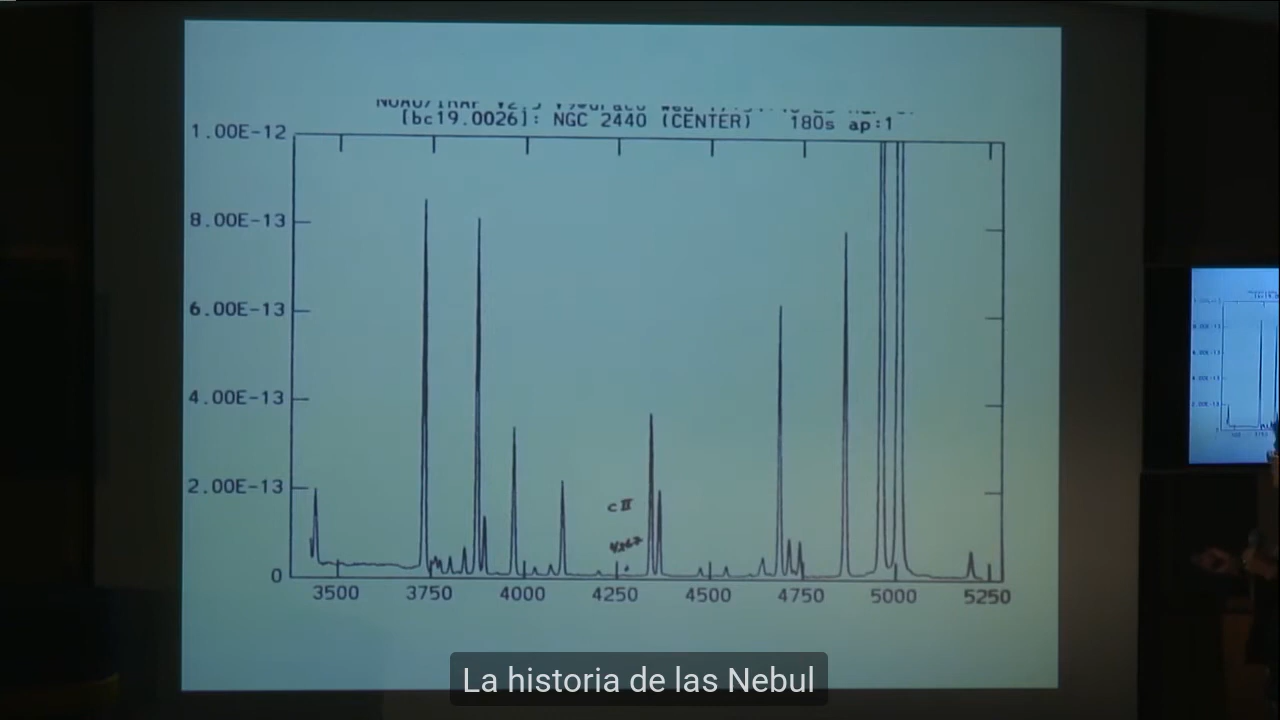 [bc19.0026]: NGC 2440 (CENTER) 180s ap:1
1.00E-12
8.00E-13
6.00E-13
4.00E-13
2.00E-13
0
C II
4267
3500 3750 4000 4250 4500 4750 5000 5250
La historia de las Nebul